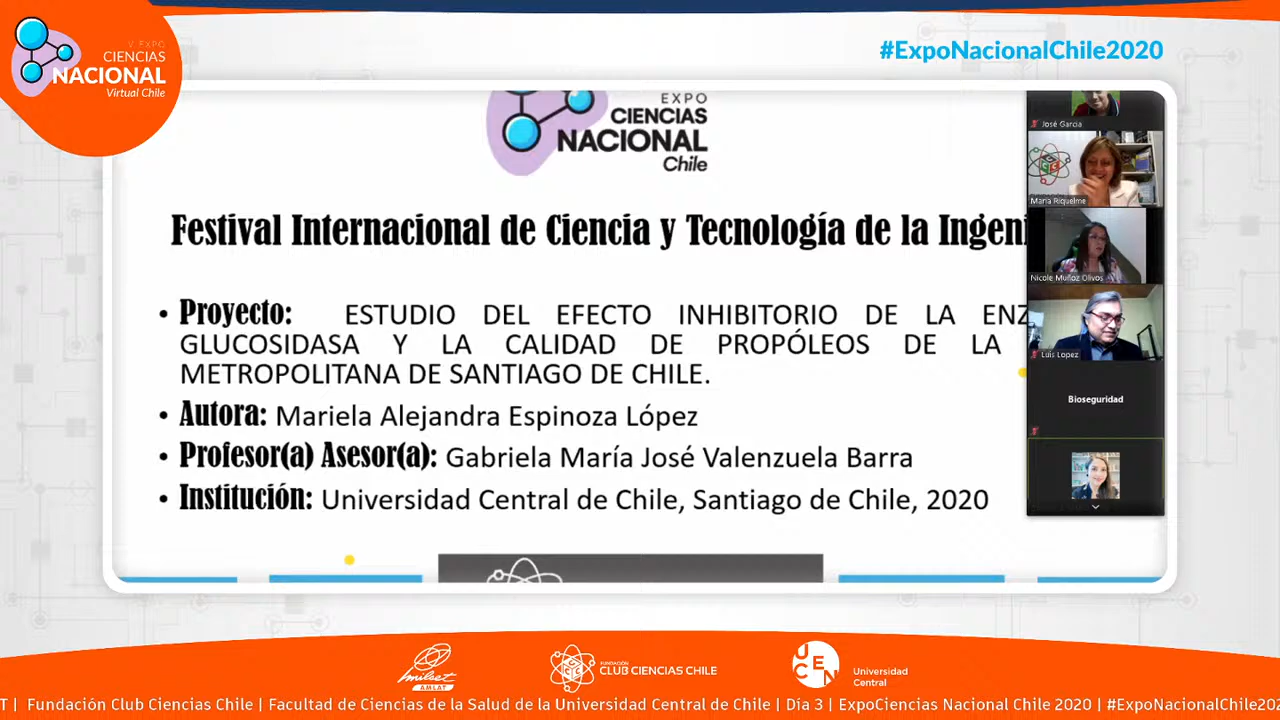 V EXPO
CIENCIAS
NACIONAL
Virtual Chile
#ExpoNacionalChile2020
EXPO
CIENCIAS
NACIONAL
Chile
Festival Internacional de Ciencia y Tecnología de la Ingeni
• Proyecto: ESTUDIO DEL EFECTO INHIBITORIO DE LA ENZ
GLUCOSIDASA Y LA CALIDAD DE PROPÓLEOS DE LA
METROPOLITANA DE SANTIAGO DE CHILE.
• Autora: Mariela Alejandra Espinoza López
• Profesor(a) Asesor(a): Gabriela María José Valenzuela Barra
• Institución: Universidad Central de Chile, Santiago de Chile, 2020
José Garcia
Maria Riquelme
Nicole Muñoz Olivos
Luis Lopez
Bioseguridad
milset
AMLAT
FUNDACIÓN
CLUB CIENCIAS CHILE
UCEN
Universidad
Central
T | Fundación Club Ciencias Chile | Facultad de Ciencias de la Salud de la Universidad Central de Chile | Día 3 | ExpoCiencias Nacional Chile 2020 | #ExpoNacionalChile202